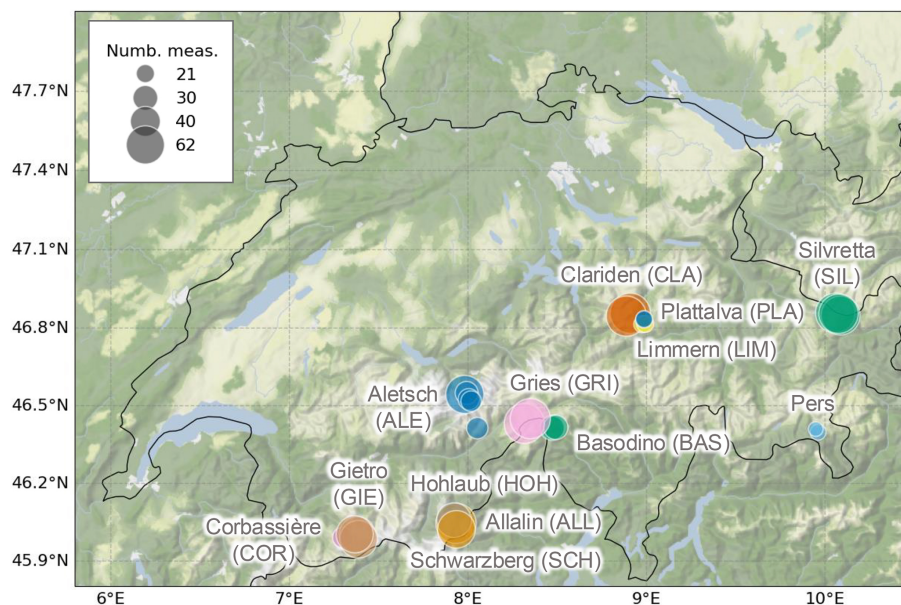 Numb. meas.
21
30
40
62
47.7°N
47.4°N
47.1°N
46.8°N
46.5°N
46.2°N
45.9°N
Silvretta
(SIL)
Clariden (CLA)
Plattalva (PLA)
Limmern (LIM)
Gries (GRI)
Aletsch
(ALE)
Pers
Basodino (BAS)
Gietro
(GIE)
Hohlaub (HOH)
Corbassière
(COR)
Allalin (ALL)
Schwarzberg (SCH)
6°E
7°E
8°E
9°E
10°E